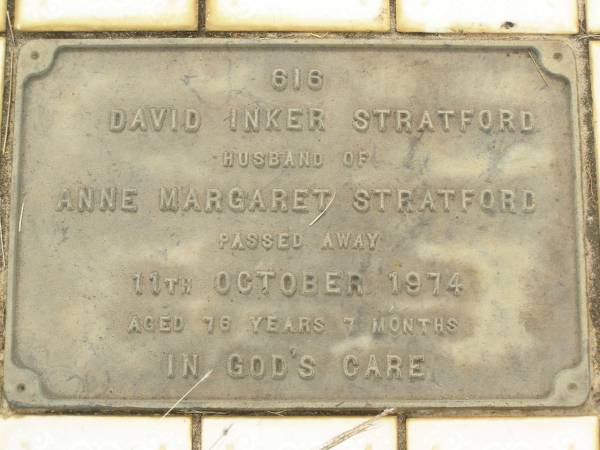 616
DAVID INKER STRATFORD
HUSBAND OF
ANNE MARGARET STRATFORD
PASSED AWAY
11TH OCTOBER 1974
AGED 76 YEARS 7 MONTHS
IN GOD'S CARE